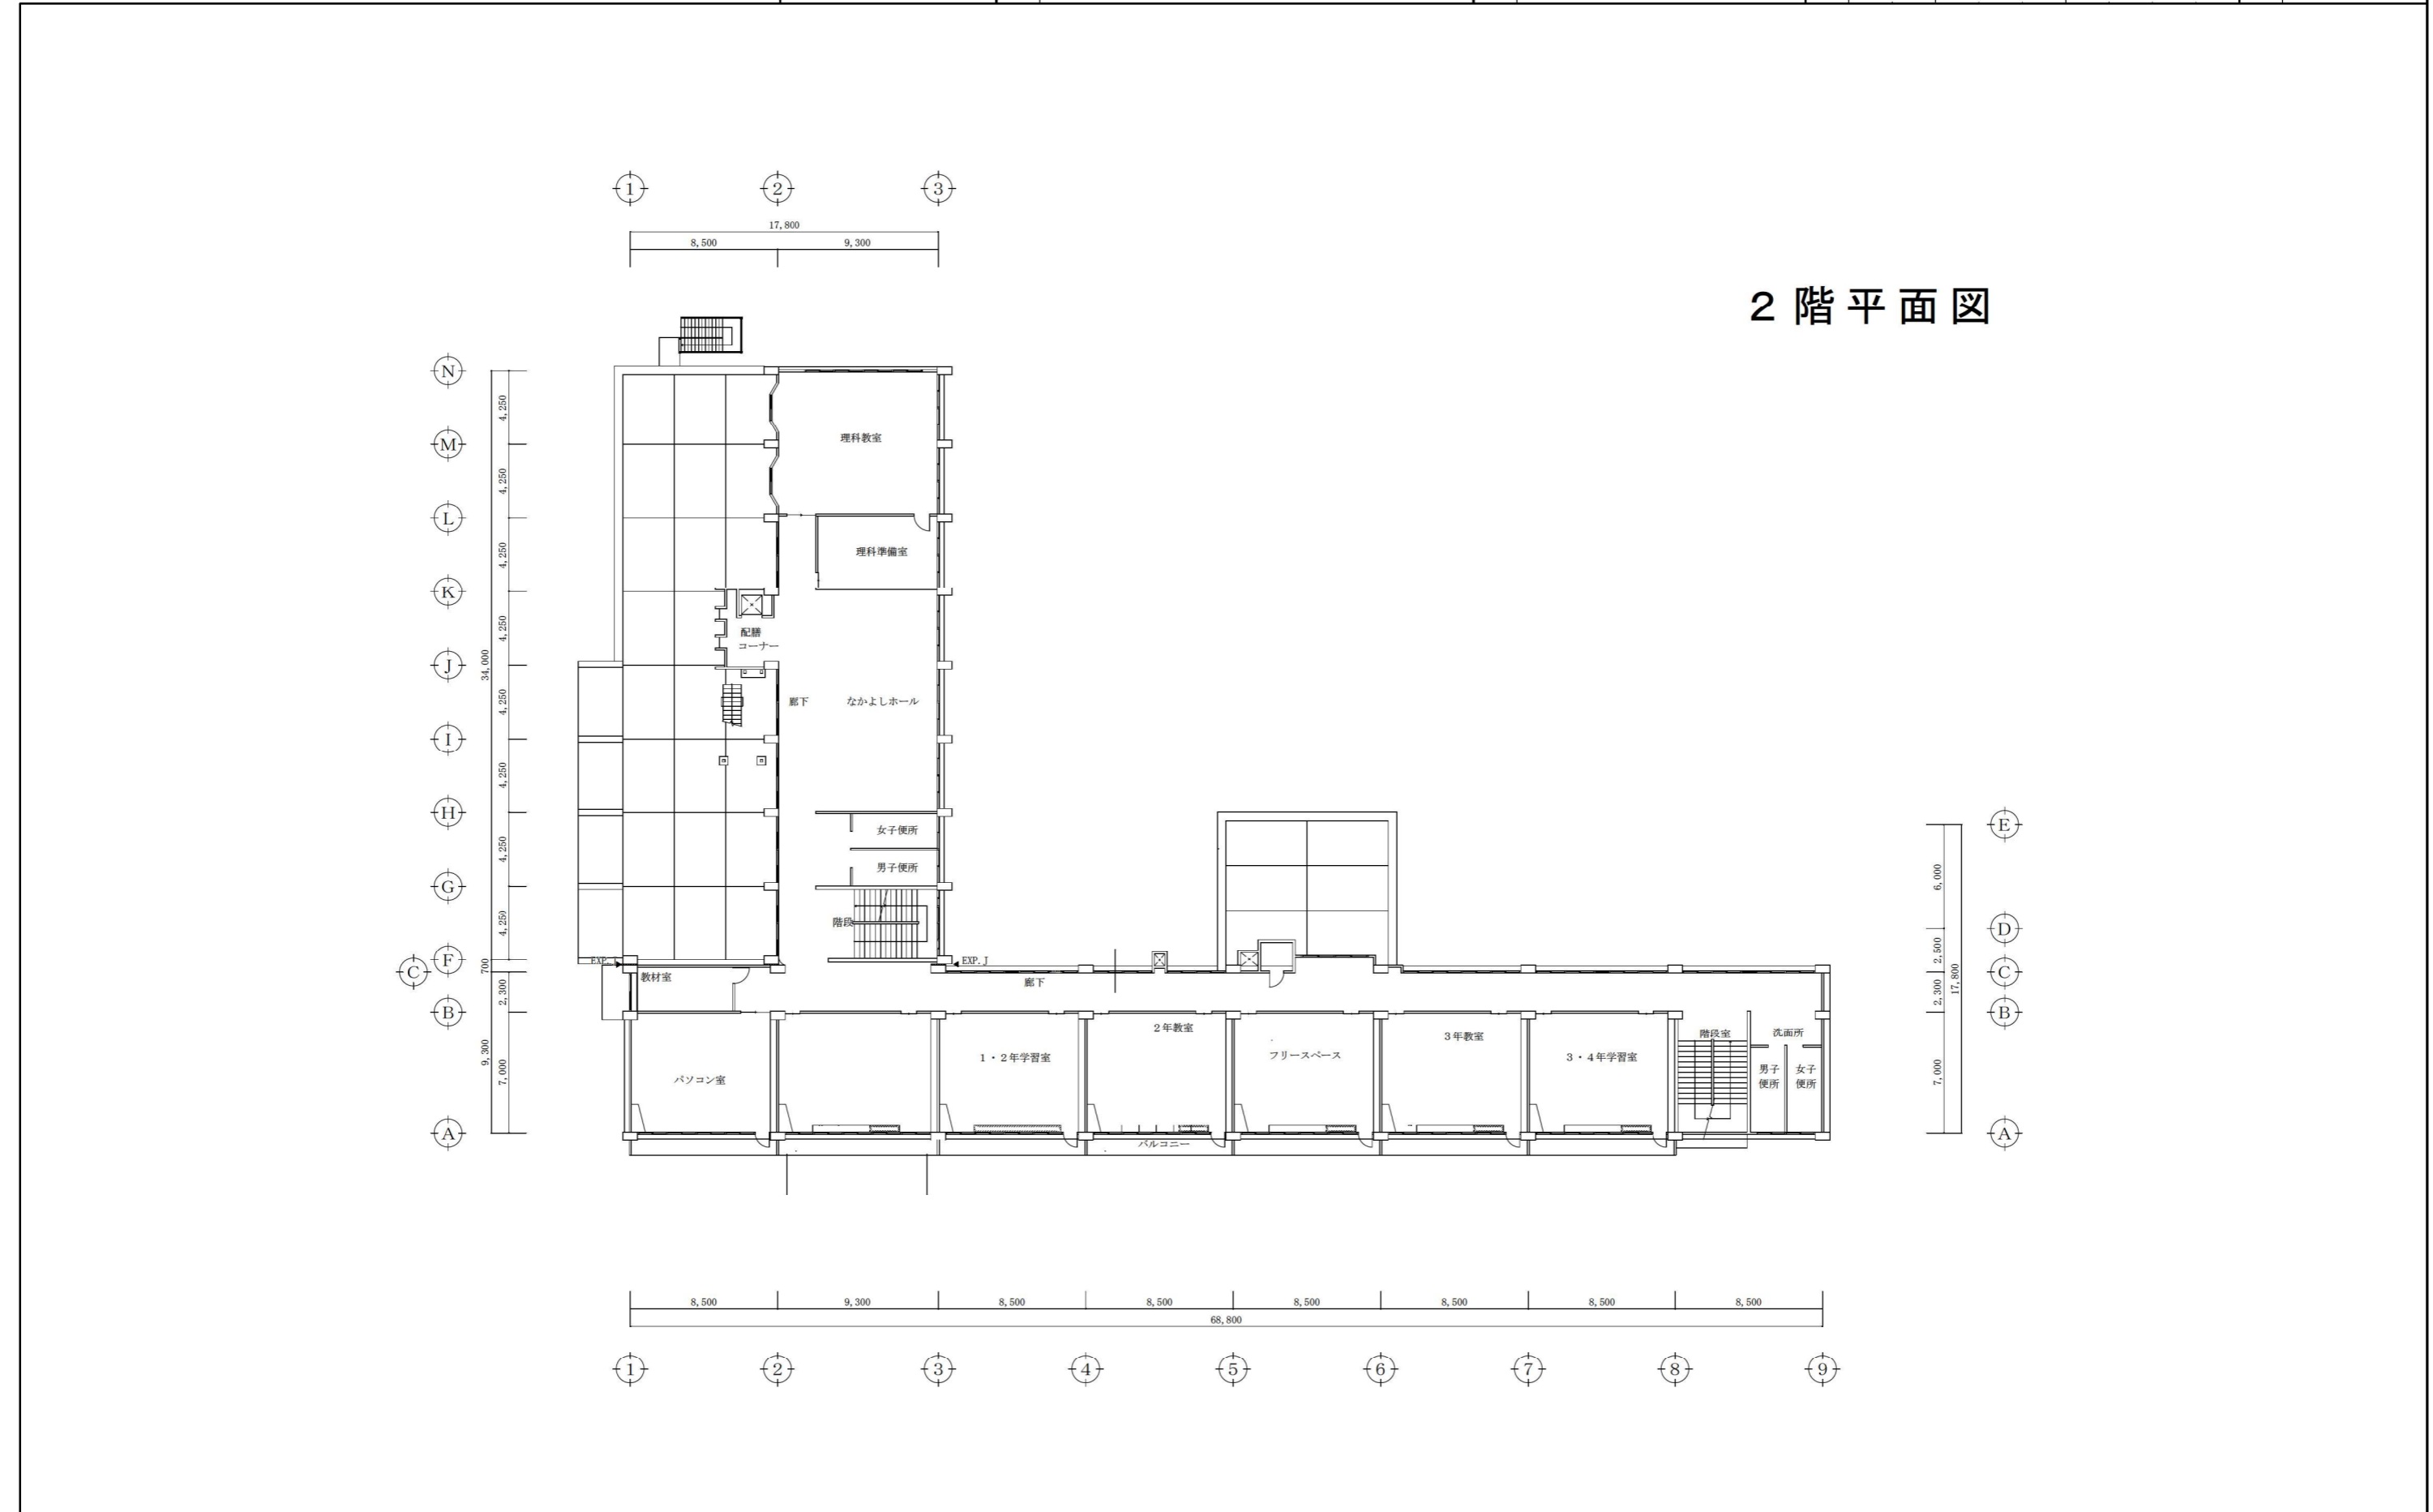 1
2
3
17,800
8,500
9,300
2階平面図
N
M
L
K
J
I
H
G
F
C
B
A
4,250
4,250
4,250
4,250
4,250
4,250
4,250
4,250
34,000
700
2,300
9,300
7,000
理科教室
理科準備室
配膳
コーナー
廊下
なかよしホール
女子便所
男子便所
階段
EXP.J
教材室
廊下
パソコン室
1・2年学習室
2年教室
フリースペース
3年教室
3・4年学習室
階段室
洗面所
男子
便所
女子
便所
バルコニー
E
D
C
B
A
6,000
2,500
2,300
17,800
7,000
8,500
9,300
8,500
8,500
8,500
8,500
8,500
8,500
68,800
1
2
3
4
5
6
7
8
9